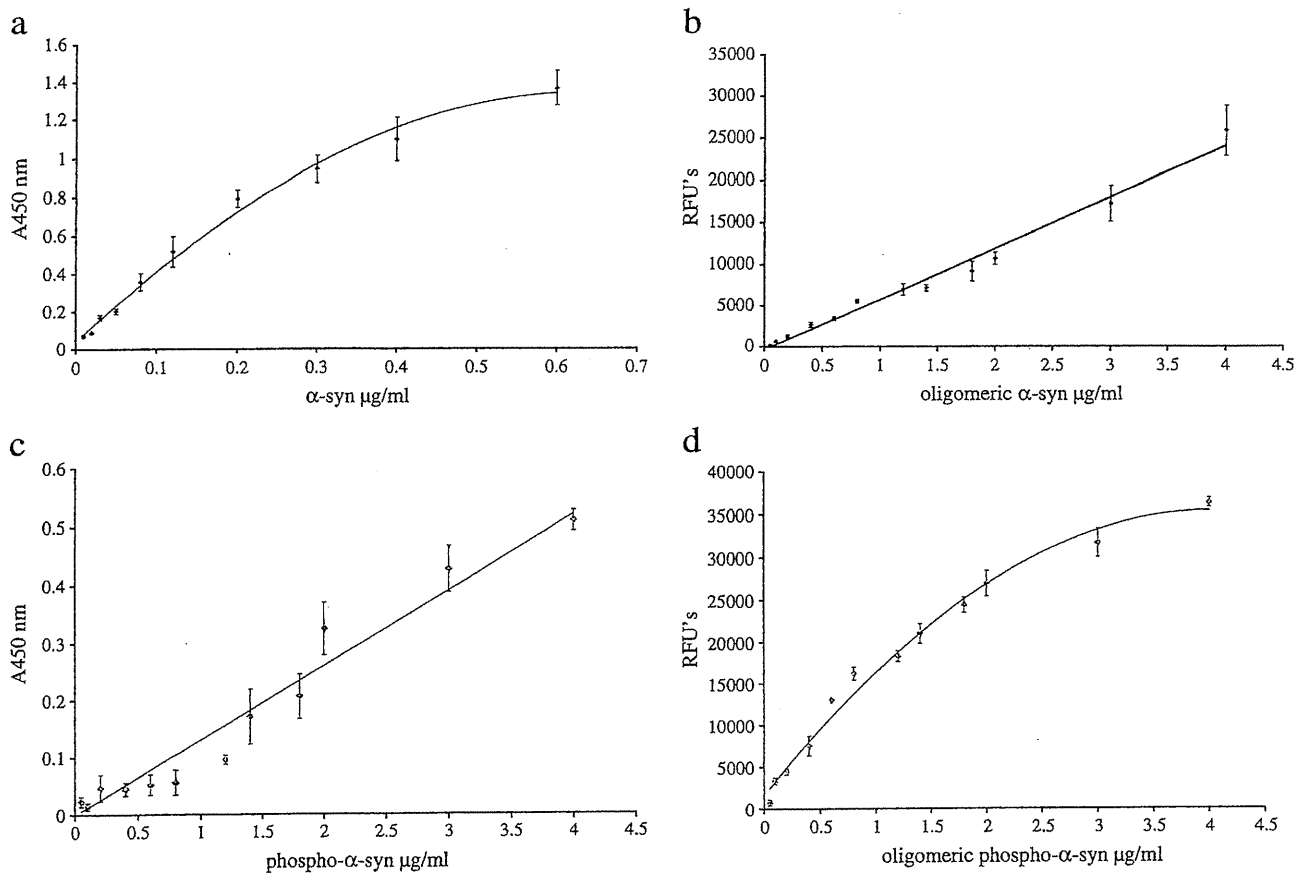 a
1.6
1.4
1.2
1
0.8
0.6
0.4
0.2
0
A450 nm
0 0.1 0.2 0.3 0.4 0.5 0.6 0.7
α-syn µg/ml
b
35000
30000
25000
20000
15000
10000
5000
0
RFU's
0 0.5 1 1.5 2 2.5 3 3.5 4 4.5
oligomeric α-syn µg/ml
c
0.6
0.5
0.4
0.3
0.2
0.1
0
A450 nm
0 0.5 1 1.5 2 2.5 3 3.5 4 4.5
phospho-α-syn µg/ml
d
40000
35000
30000
25000
20000
15000
10000
5000
0
RFU's
0 0.5 1 1.5 2 2.5 3 3.5 4 4.5
oligomeric phospho-α-syn µg/ml